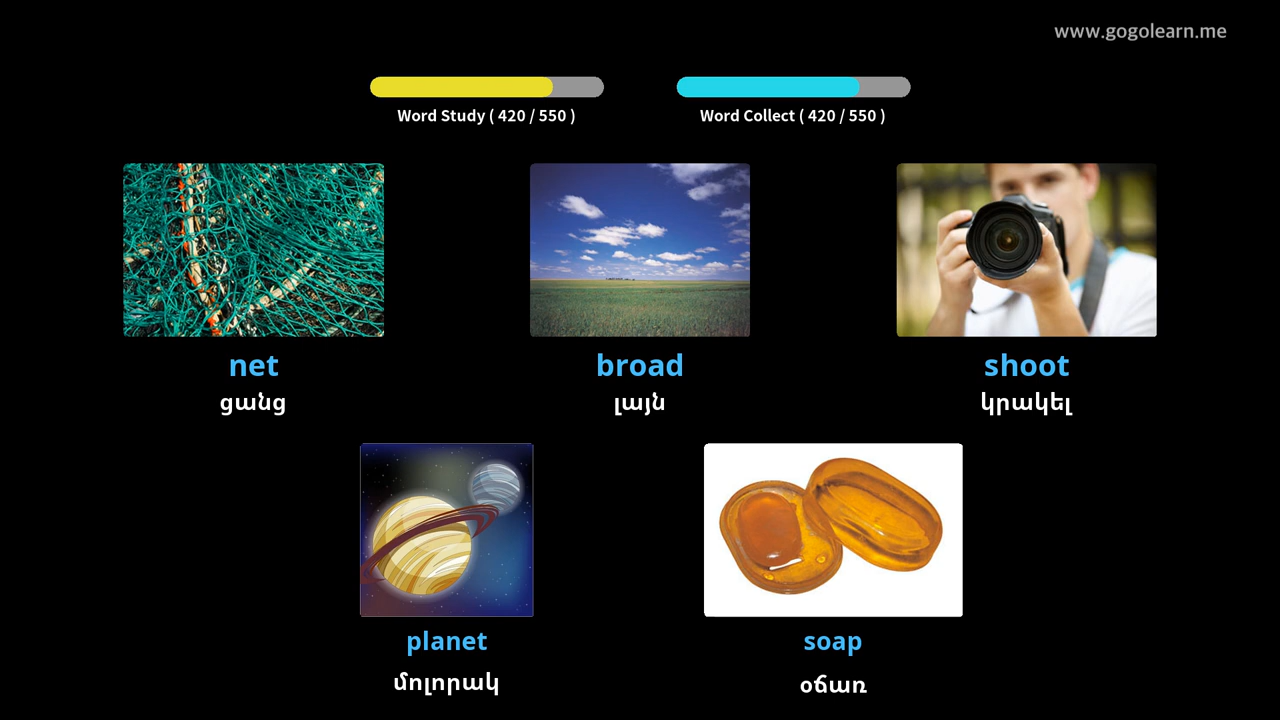 www.gogolearn.me
Word Study ( 420 / 550 )
Word Collect ( 420 / 550 )
net
ցանց
broad
լայն
shoot
կրակել
planet
մոլորակ
soap
օճառ